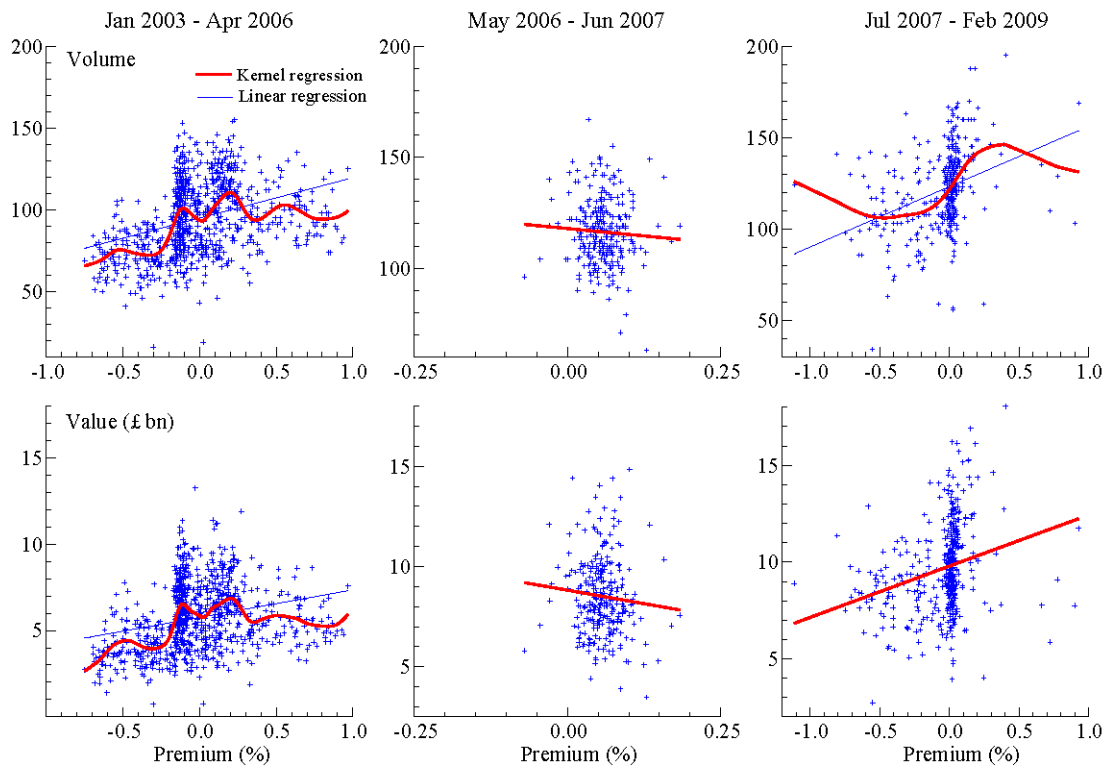 Jan 2003 - Apr 2006 May 2006 - Jun 2007 Jul 2007 - Feb 2009
200 200 200
Volume
Kernel regression
Linear regression
150 150 150
100 100 100
50 50
-1.0 -0.5 0.0 0.5 1.0 -0.25 0.00 0.25 -1.0 -0.5 0.0 0.5 1.0
Value (£ bn)
15 15 15
10 10 10
5 5 5
-0.5 0.0 0.5 1.0 -0.25 0.00 0.25 -1.0 -0.5 0.0 0.5 1.0
Premium (%) Premium (%) Premium (%)